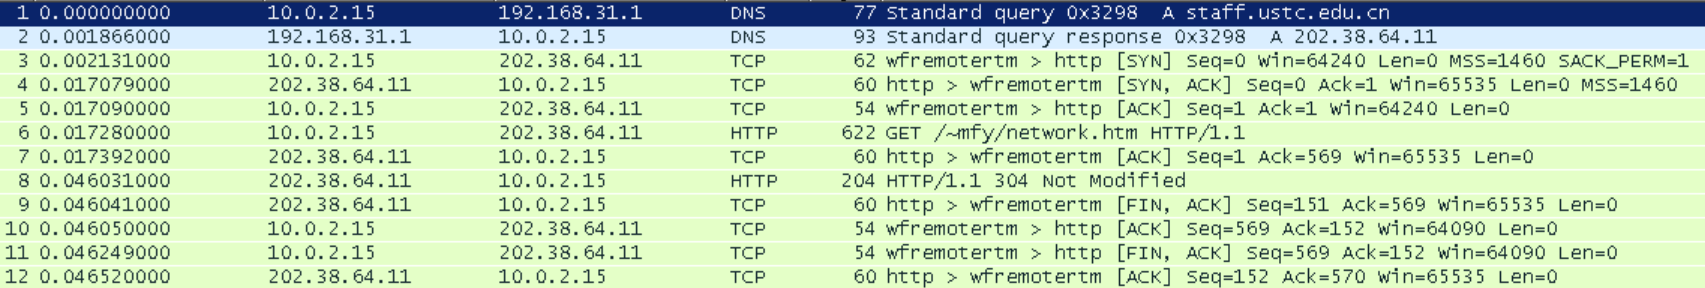 1 0.000000000 10.0.2.15 192.168.31.1 DNS 77 Standard query 0x3298 A staff.ustc.edu.cn
2 0.001866000 192.168.31.1 10.0.2.15 DNS 93 Standard query response 0x3298 A 202.38.64.11
3 0.002131000 10.0.2.15 202.38.64.11 TCP 62 wfremotertm > http [SYN] Seq=0 Win=64240 Len=0 MSS=1460 SACK_PERM=1
4 0.017079000 202.38.64.11 10.0.2.15 TCP 60 http > wfremotertm [SYN, ACK] Seq=0 Ack=1 Win=65535 Len=0 MSS=1460
5 0.017090000 10.0.2.15 202.38.64.11 TCP 54 wfremotertm > http [ACK] Seq=1 Ack=1 Win=64240 Len=0
6 0.017280000 10.0.2.15 202.38.64.11 HTTP 622 GET /~mfy/network.htm HTTP/1.1
7 0.017392000 202.38.64.11 10.0.2.15 TCP 60 http > wfremotertm [ACK] Seq=1 Ack=569 Win=65535 Len=0
8 0.046031000 202.38.64.11 10.0.2.15 HTTP 204 HTTP/1.1 304 Not Modified
9 0.046041000 202.38.64.11 10.0.2.15 TCP 60 http > wfremotertm [FIN, ACK] Seq=151 Ack=569 Win=65535 Len=0
10 0.046050000 10.0.2.15 202.38.64.11 TCP 54 wfremotertm > http [ACK] Seq=569 Ack=152 Win=64090 Len=0
11 0.046249000 10.0.2.15 202.38.64.11 TCP 54 wfremotertm > http [FIN, ACK] Seq=569 Ack=152 Win=64090 Len=0
12 0.046520000 202.38.64.11 10.0.2.15 TCP 60 http > wfremotertm [ACK] Seq=152 Ack=570 Win=65535 Len=0